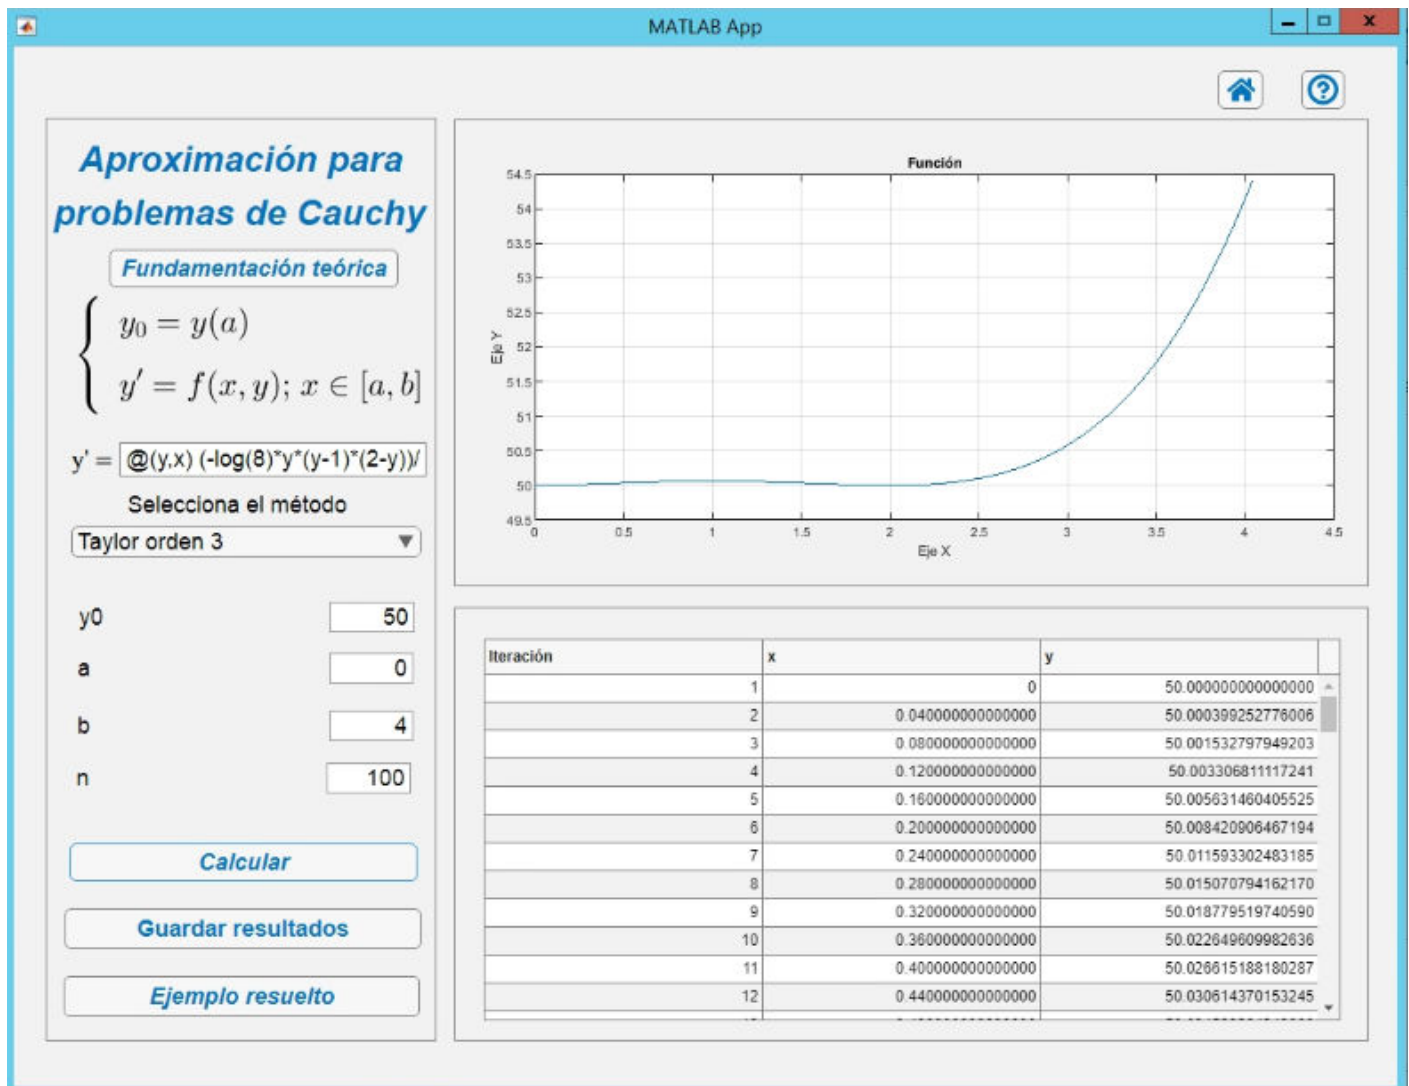 MATLAB App
Aproximación para
problemas de Cauchy
Fundamentación teórica
y₀ = y(a)
y′ = f(x, y); x ∈ [a, b]
y' = @(y,x) (-log(8)*y*(y-1)*(2-y))/
Selecciona el método
Taylor orden 3
y0 50
a 0
b 4
n 100
Calcular
Guardar resultados
Ejemplo resuelto
Función
54.5
54
53.5
53
52.5
52
51.5
51
50.5
50
49.5
Eje Y
0 0.5 1 1.5 2 2.5 3 3.5 4 4.5
Eje X
Iteración x y
1 0 50.000000000000000
2 0.040000000000000 50.000399252776006
3 0.080000000000000 50.001532797949203
4 0.120000000000000 50.003306811117241
5 0.160000000000000 50.005631460405525
6 0.200000000000000 50.008420906467194
7 0.240000000000000 50.011593302483185
8 0.280000000000000 50.015070794162170
9 0.320000000000000 50.018779519740590
10 0.360000000000000 50.022649609982636
11 0.400000000000000 50.026615188180287
12 0.440000000000000 50.030614370153245